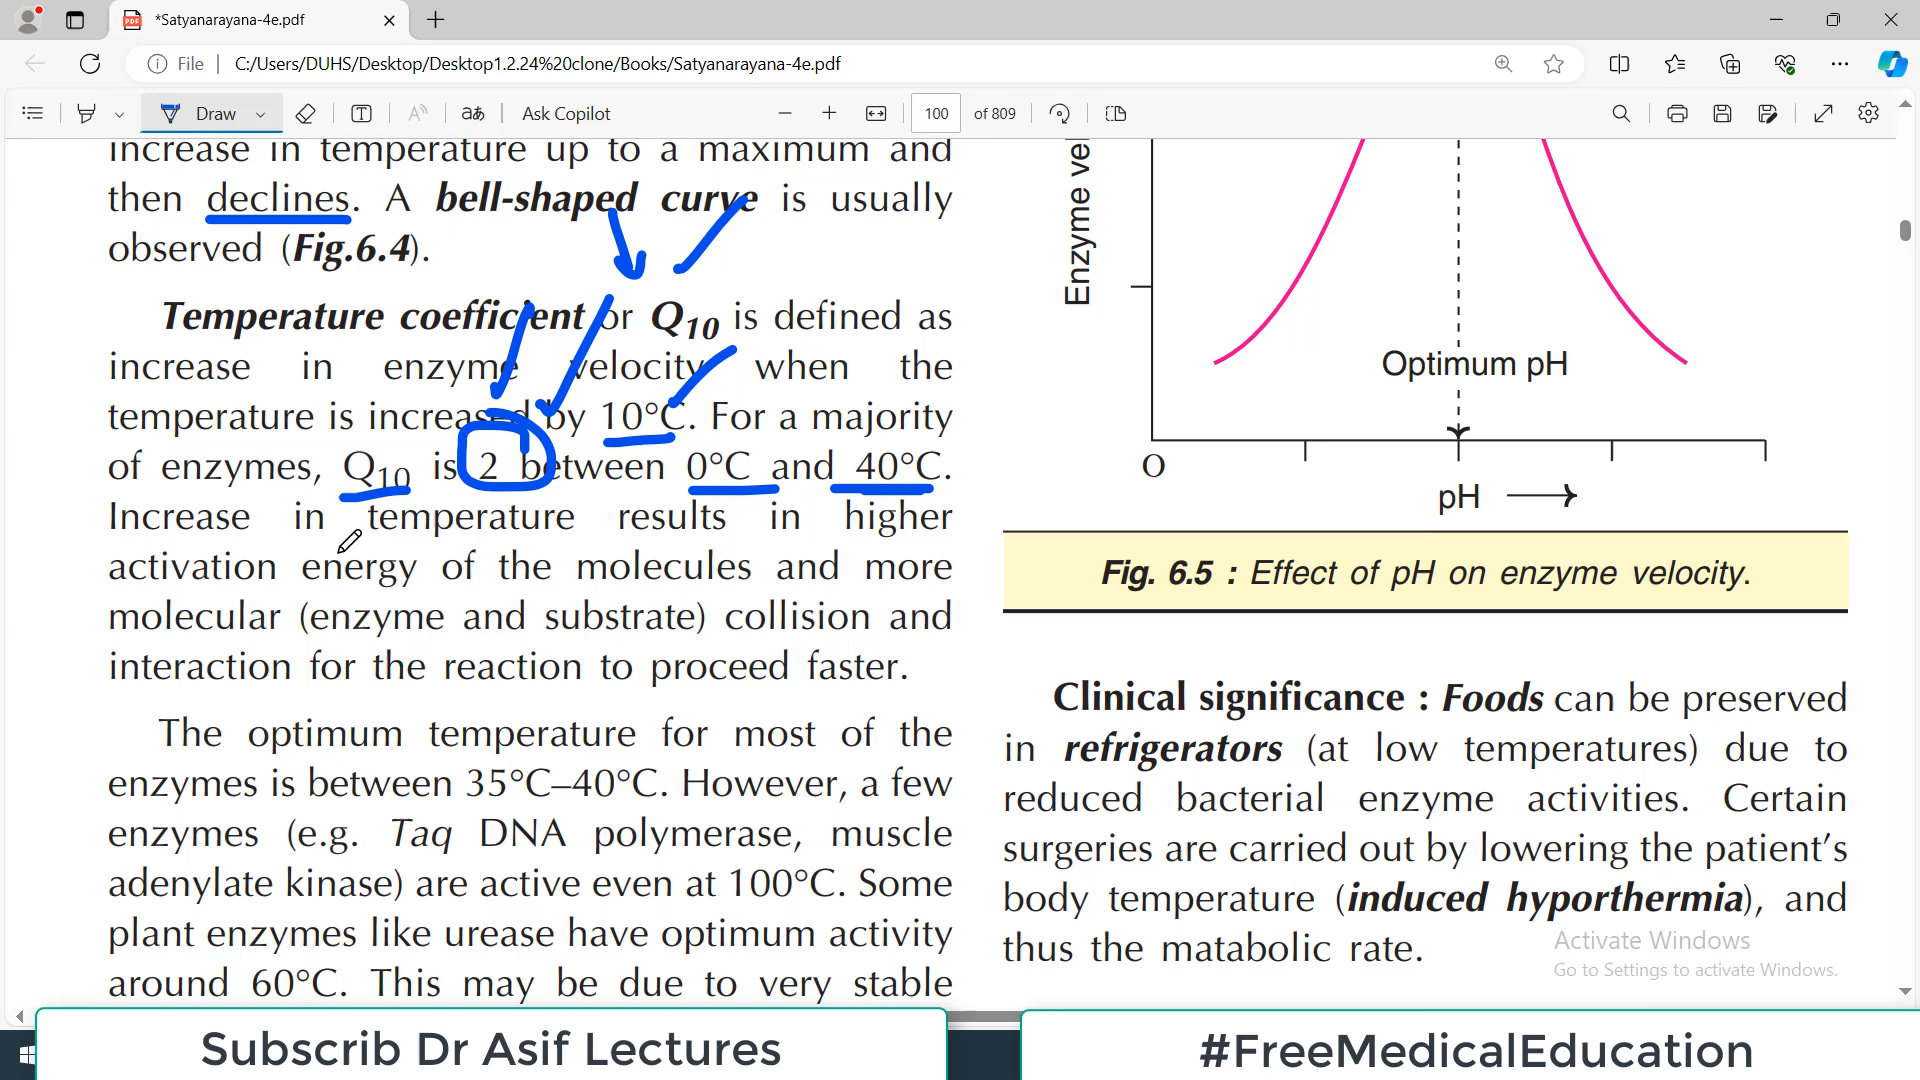 *Satyanarayana-4e.pdf
File
C:/Users/DUHS/Desktop/Desktop1.2.24%20clone/Books/Satyanarayana-4e.pdf
Draw
Ask Copilot
100 of 809
increase in temperature up to a maximum and
then declines. A bell-shaped curve is usually
observed (Fig.6.4).
Temperature coefficient or Q10 is defined as
increase in enzyme velocity when the
temperature is increased by 10°C. For a majority
of enzymes, Q10 is 2 between 0°C and 40°C.
Increase in temperature results in higher
activation energy of the molecules and more
molecular (enzyme and substrate) collision and
interaction for the reaction to proceed faster.
The optimum temperature for most of the
enzymes is between 35°C–40°C. However, a few
enzymes (e.g. Taq DNA polymerase, muscle
adenylate kinase) are active even at 100°C. Some
plant enzymes like urease have optimum activity
around 60°C. This may be due to very stable
Enzyme ve
Optimum pH
O
pH
Fig. 6.5 : Effect of pH on enzyme velocity.
Clinical significance : Foods can be preserved
in refrigerators (at low temperatures) due to
reduced bacterial enzyme activities. Certain
surgeries are carried out by lowering the patient's
body temperature (induced hyporthermia), and
thus the matabolic rate.
Activate Windows
Go to Settings to activate Windows.
Subscrib Dr Asif Lectures
#FreeMedicalEducation